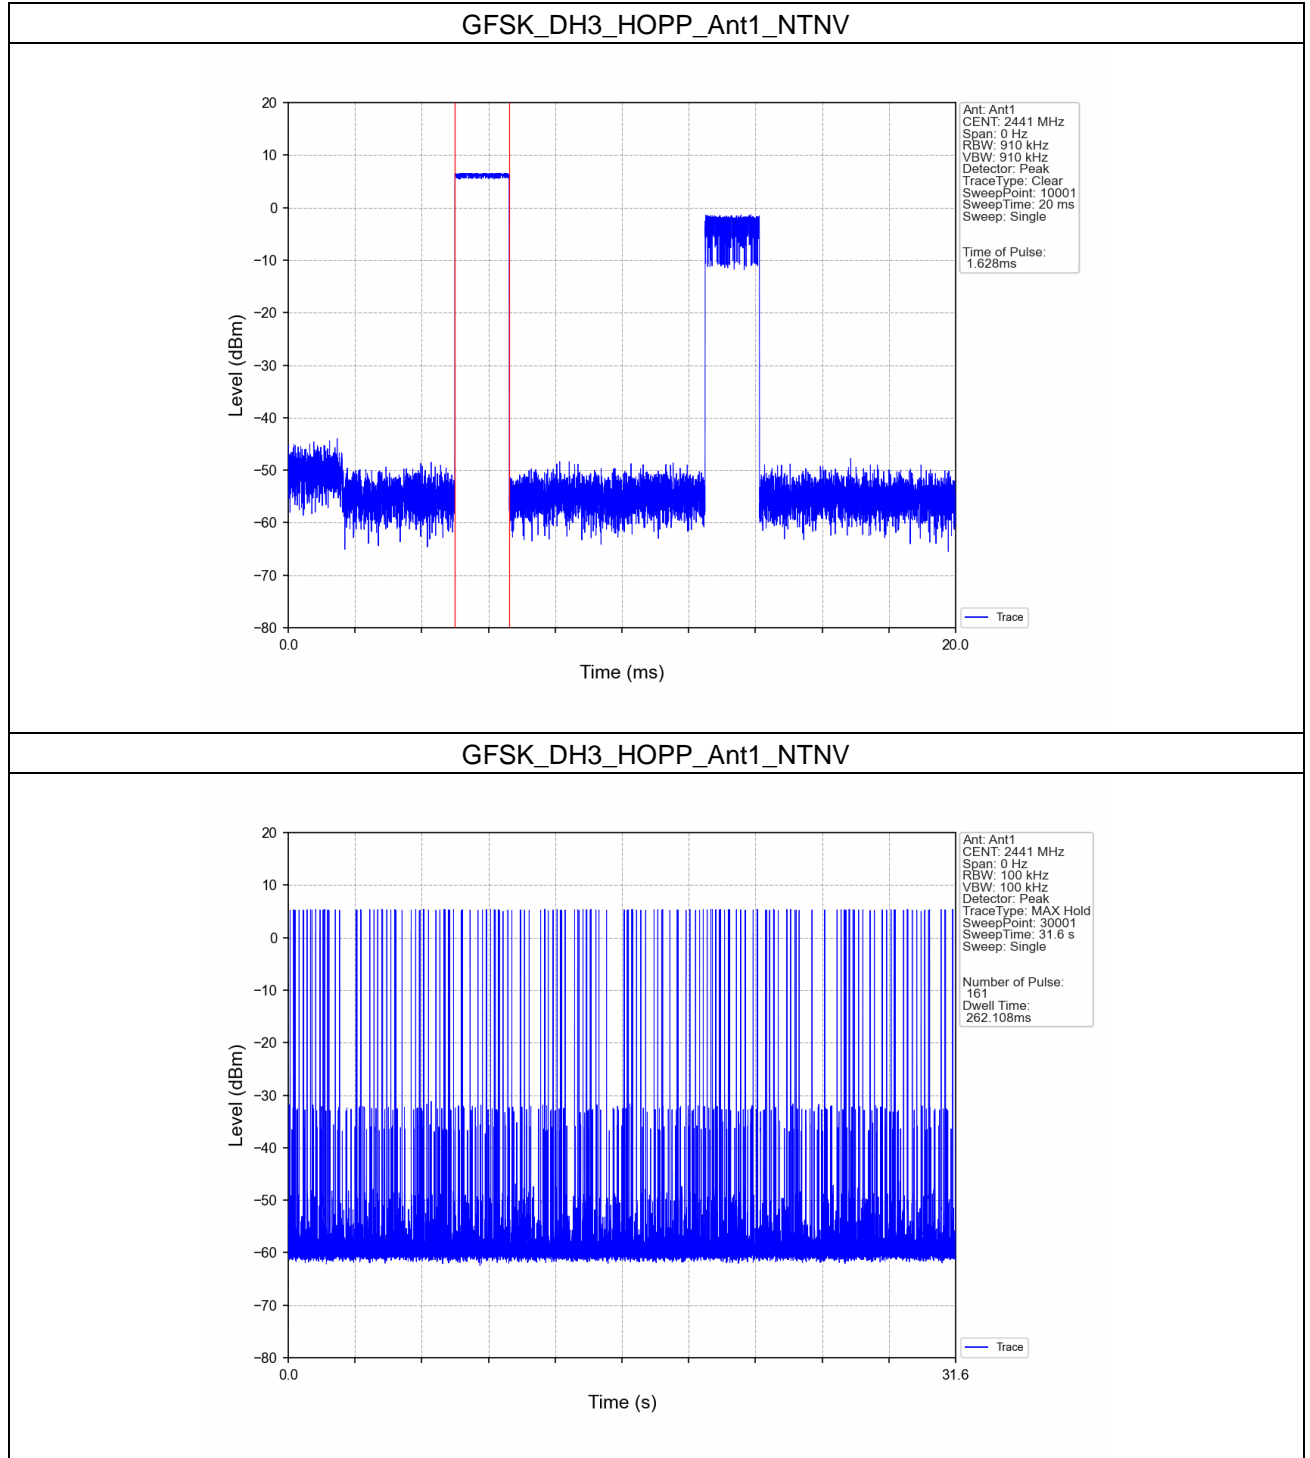 GFSK_DH3_HOPP_Ant1_NTNV
20
10
0
−10
−20
−30
−40
−50
−60
−70
−80
Level (dBm)
0.0
20.0
Time (ms)
Ant: Ant1
CENT: 2441 MHz
Span: 0 Hz
RBW: 910 kHz
VBW: 910 kHz
Detector: Peak
TraceType: Clear
SweepPoint: 10001
SweepTime: 20 ms
Sweep: Single
Time of Pulse:
1.628ms
Trace
GFSK_DH3_HOPP_Ant1_NTNV
20
10
0
−10
−20
−30
−40
−50
−60
−70
−80
Level (dBm)
0.0
31.6
Time (s)
Ant: Ant1
CENT: 2441 MHz
Span: 0 Hz
RBW: 100 kHz
VBW: 100 kHz
Detector: Peak
TraceType: MAX Hold
SweepPoint: 30001
SweepTime: 31.6 s
Sweep: Single
Number of Pulse:
161
Dwell Time:
262.108ms
Trace